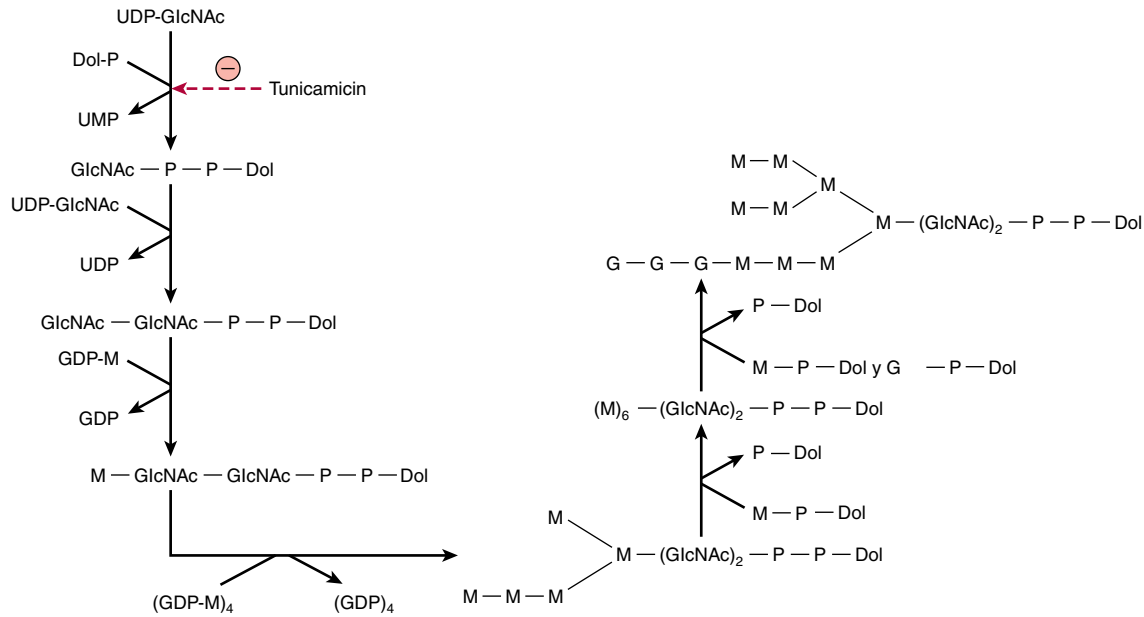 UDP-GlcNAc
Dol-P
−
Tunicamicin
UMP
GlcNAc — P — P — Dol
UDP-GlcNAc
UDP
GlcNAc — GlcNAc — P — P — Dol
GDP-M
GDP
M — GlcNAc — GlcNAc — P — P — Dol
(GDP-M)₄
(GDP)₄
M
M — (GlcNAc)₂ — P — P — Dol
M — M — M
M — P — Dol
P — Dol
(M)₆ — (GlcNAc)₂ — P — P — Dol
M — P — Dol y G — P — Dol
P — Dol
M — M
M
M — M
M — (GlcNAc)₂ — P — P — Dol
G — G — G — M — M — M